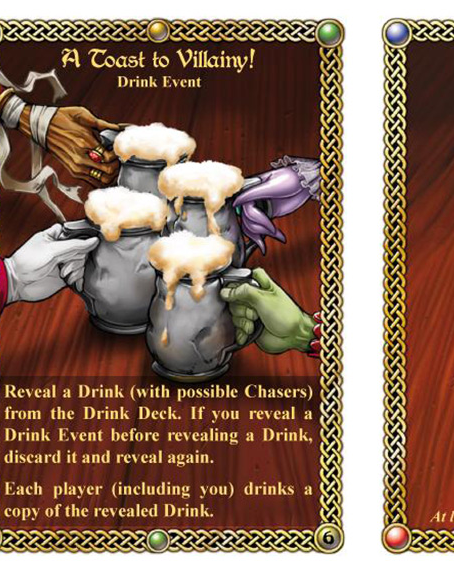 A Toast to Villainy!
Drink Event
Reveal a Drink (with possible Chasers)
from the Drink Deck. If you reveal a
Drink Event before revealing a Drink,
discard it and reveal again.
Each player (including you) drinks a
copy of the revealed Drink.
6
At